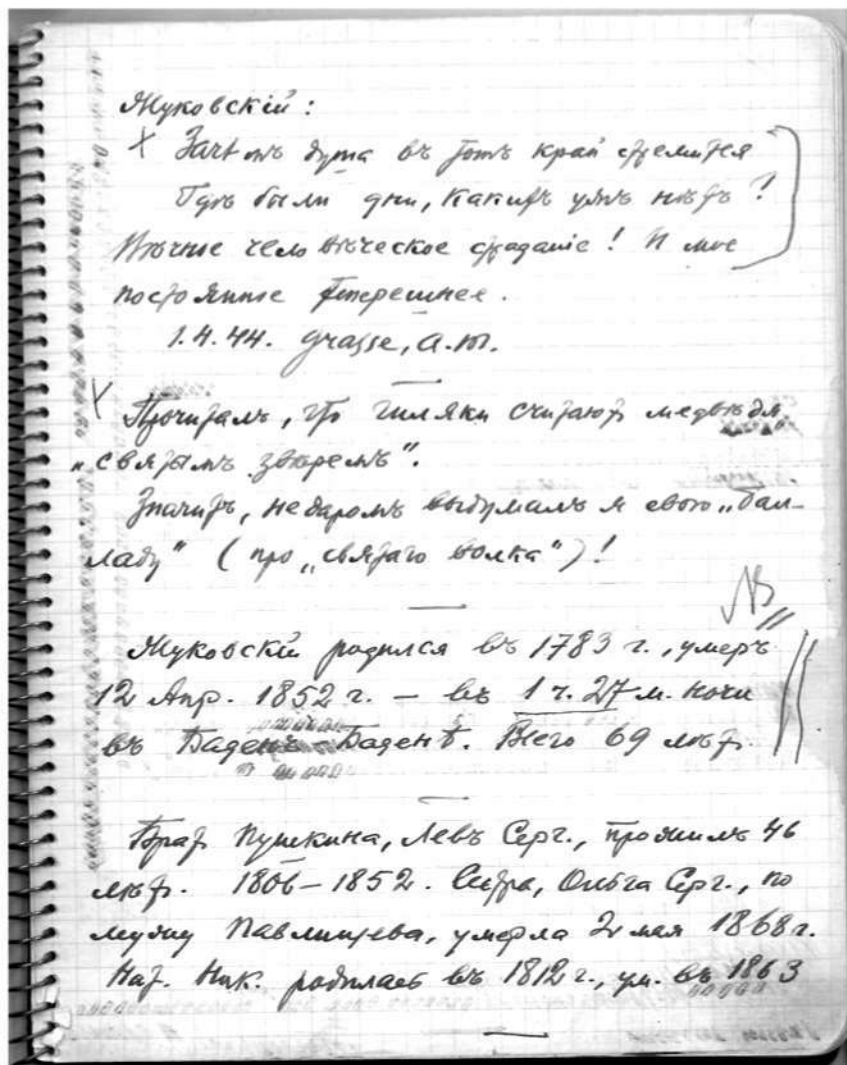 Жуковскій:
X Зачѣмъ душа въ тотъ край стремится
Гдѣ были дни, какихъ ужъ нѣтъ?
Вѣчное человѣческое страданіе! И мое
постоянное теперешнее.
1.4.44. Grasse, А.М.
X Прочиталъ, что гиляки считаютъ медвѣдя
„святымъ звѣремъ".
Значитъ, недаромъ выдумалъ я свою „бал-
ладу" (про „святаго волка")!
NB
Жуковскій родился въ 1783 г., умеръ
12 Апр. 1852 г. – въ 1 ч. 27 м. ночи
въ Баденъ-Баденѣ. Всего 69 лѣтъ.
Братъ Пушкина, Левъ Серг., прожилъ 46
лѣтъ. 1806–1852. Сестра, Ольга Серг., по
мужу Павлищева, умерла 2 мая 1868 г.
Нат. Ник. родилась въ 1812 г., ум. въ 1863